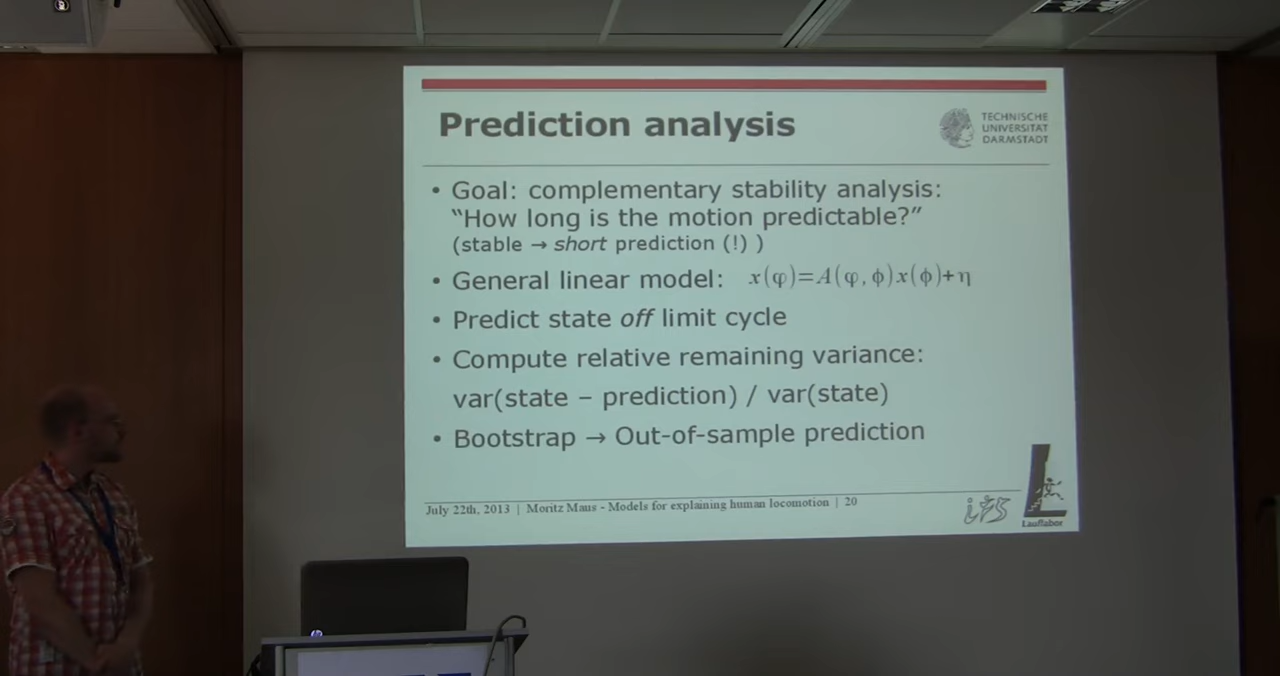 Prediction analysis
TECHNISCHE
UNIVERSITÄT
DARMSTADT
• Goal: complementary stability analysis:
“How long is the motion predictable?”
(stable → short prediction (!) )
• General linear model: x(φ)=A(φ,ϕ)x(ϕ)+η
• Predict state off limit cycle
• Compute relative remaining variance:
var(state – prediction) / var(state)
• Bootstrap → Out-of-sample prediction
July 22th, 2013 | Moritz Maus - Models for explaining human locomotion | 20
ifs
L
Lauflabor
hp